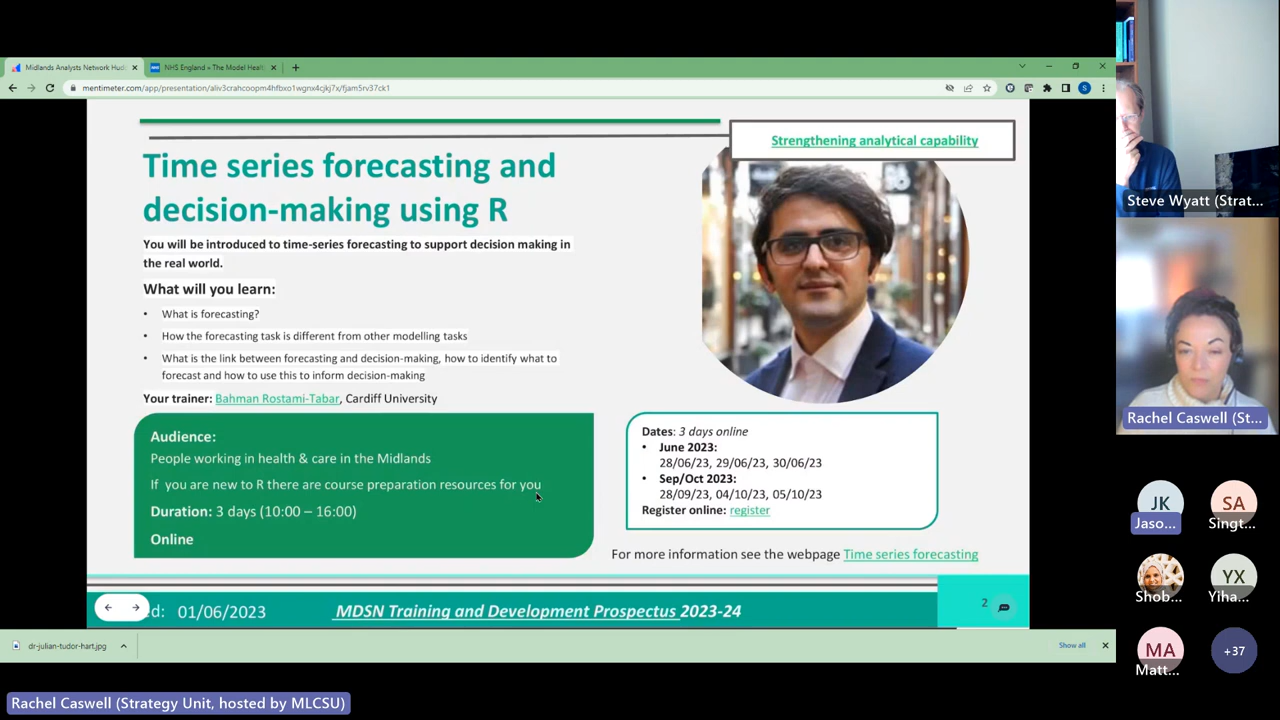 Midlands Analysts Network Hud
NHS England » The Model Healt
mentimeter.com/app/presentation/aliv3crahcoopm4hfbxo1wgnx4cjkj7x/fjam5rv37ck1
S
Strengthening analytical capability
Time series forecasting and
decision-making using R
You will be introduced to time-series forecasting to support decision making in
the real world.
What will you learn:
• What is forecasting?
• How the forecasting task is different from other modelling tasks
• What is the link between forecasting and decision-making, how to identify what to
forecast and how to use this to inform decision-making
Your trainer: Bahman Rostami-Tabar, Cardiff University
Audience:
People working in health & care in the Midlands
If you are new to R there are course preparation resources for you
Duration: 3 days (10:00 – 16:00)
Online
Dates: 3 days online
• June 2023:
28/06/23, 29/06/23, 30/06/23
• Sep/Oct 2023:
28/09/23, 04/10/23, 05/10/23
Register online: register
For more information see the webpage Time series forecasting
ed: 01/06/2023
MDSN Training and Development Prospectus 2023-24
2
dr-julian-tudor-hart.jpg
Show all
Steve Wyatt (Strat...
Rachel Caswell (St...
JK
Jaso...
SA
Singt...
Shob...
YX
Yiha...
MA
Matt...
+37
Rachel Caswell (Strategy Unit, hosted by MLCSU)